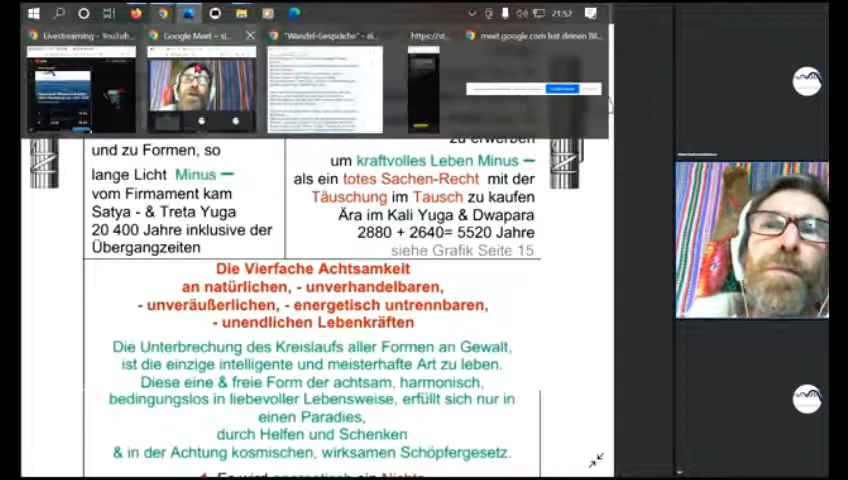 21:52
Livestreaming - YouTub
Google Meet – si
"Wandel-Gespräche" - ei
https://st
meet.google.com hat deinen Bil
zu erwerben
und zu Formen, so
lange Licht Minus –
vom Firmament kam
Satya - & Treta Yuga
20 400 Jahre inklusive der
Übergangzeiten
um kraftvolles Leben Minus –
als ein totes Sachen-Recht mit der
Täuschung im Tausch zu kaufen
Ära im Kali Yuga & Dwapara
2880 + 2640= 5520 Jahre
siehe Grafik Seite 15
Die Vierfache Achtsamkeit
an natürlichen, - unverhandelbaren,
- unveräußerlichen, - energetisch untrennbaren,
- unendlichen Lebenkräften
Die Unterbrechung des Kreislaufs aller Formen an Gewalt,
ist die einzige intelligente und meisterhafte Art zu leben.
Diese eine & freie Form der achtsam, harmonisch,
bedingungslos in liebevoller Lebensweise, erfüllt sich nur in
einen Paradies,
durch Helfen und Schenken
& in der Achtung kosmischen, wirksamen Schöpfergesetz.